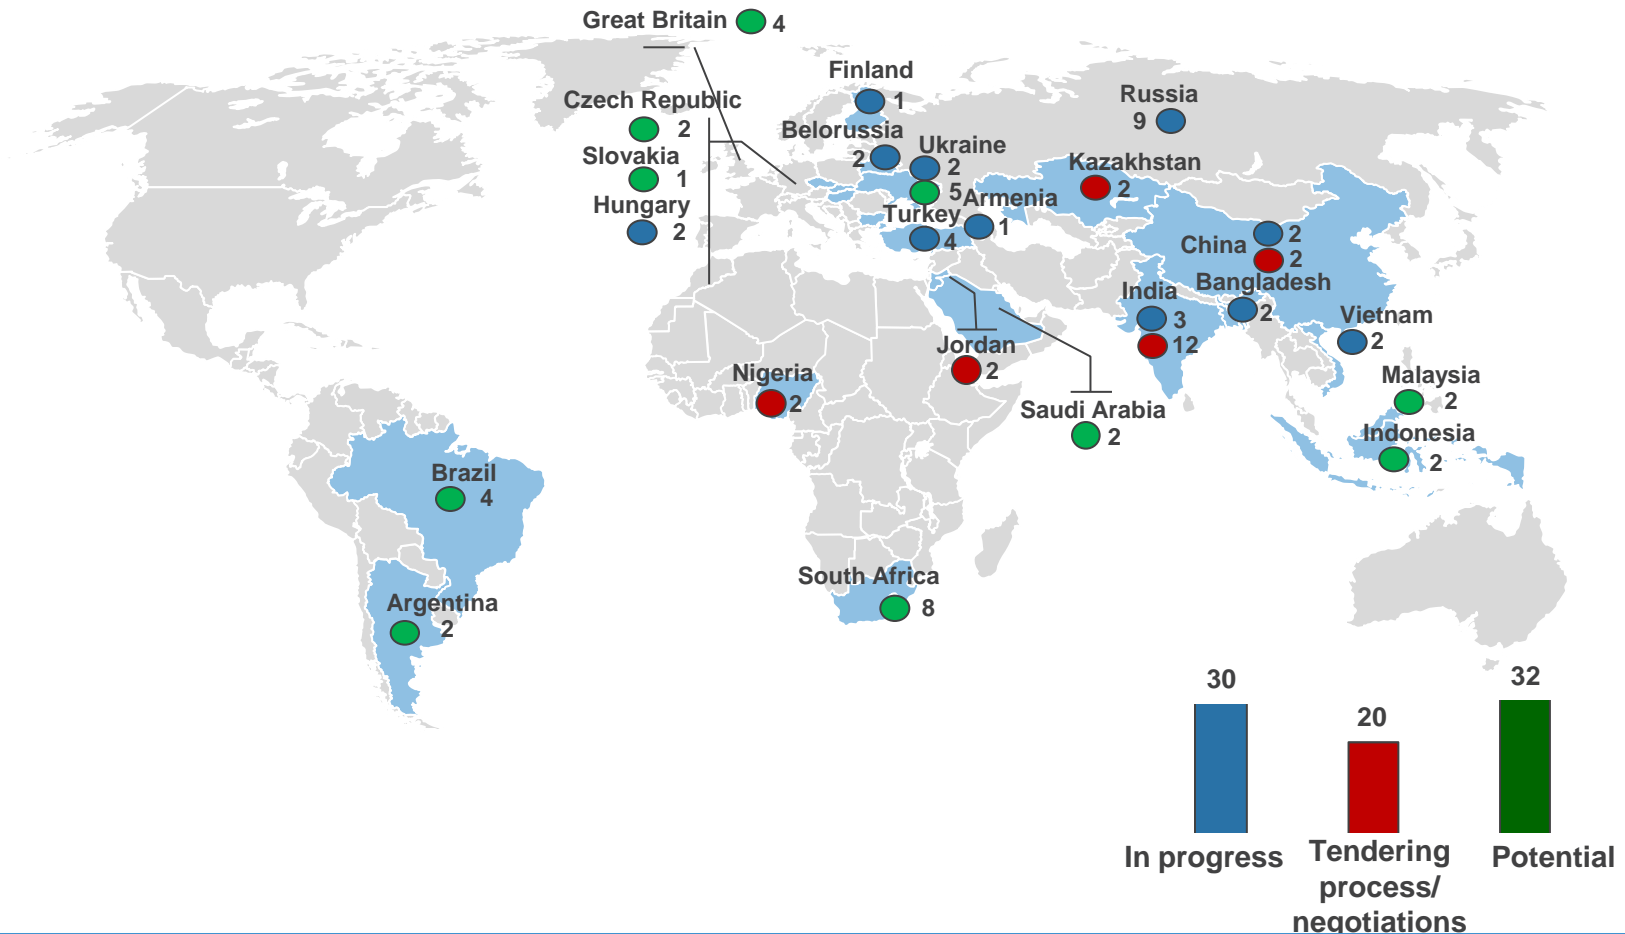 Great Britain 4
Finland
1
Czech Republic
2
Slovakia
1
Hungary
2
Belorussia
2
Ukraine
2
5
Armenia
1
Turkey
4
Russia
9
Kazakhstan
2
China
2
2
Bangladesh
2
India
3
12
Vietnam
2
Malaysia
2
Indonesia
2
Jordan
2
Saudi Arabia
2
Nigeria
2
Brazil
4
Argentina
2
South Africa
8
30
20
32
In progress
Tendering
process/
negotiations
Potential